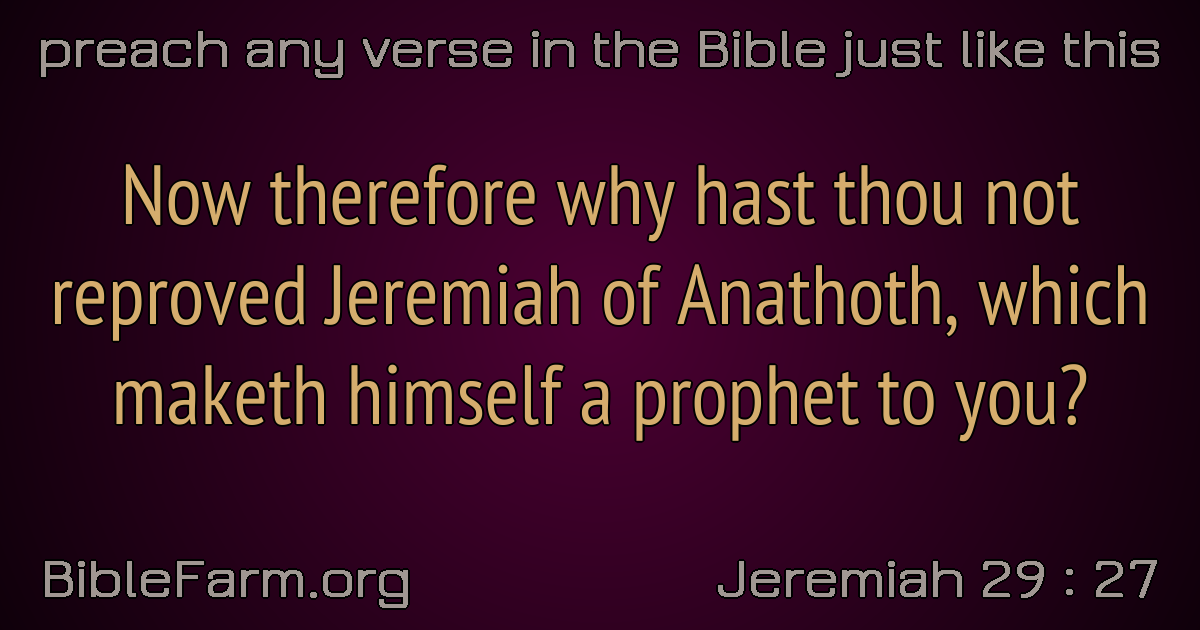 preach any verse in the Bible just like this
Now therefore why hast thou not
reproved Jeremiah of Anathoth, which
maketh himself a prophet to you?
BibleFarm.org
Jeremiah 29 : 27